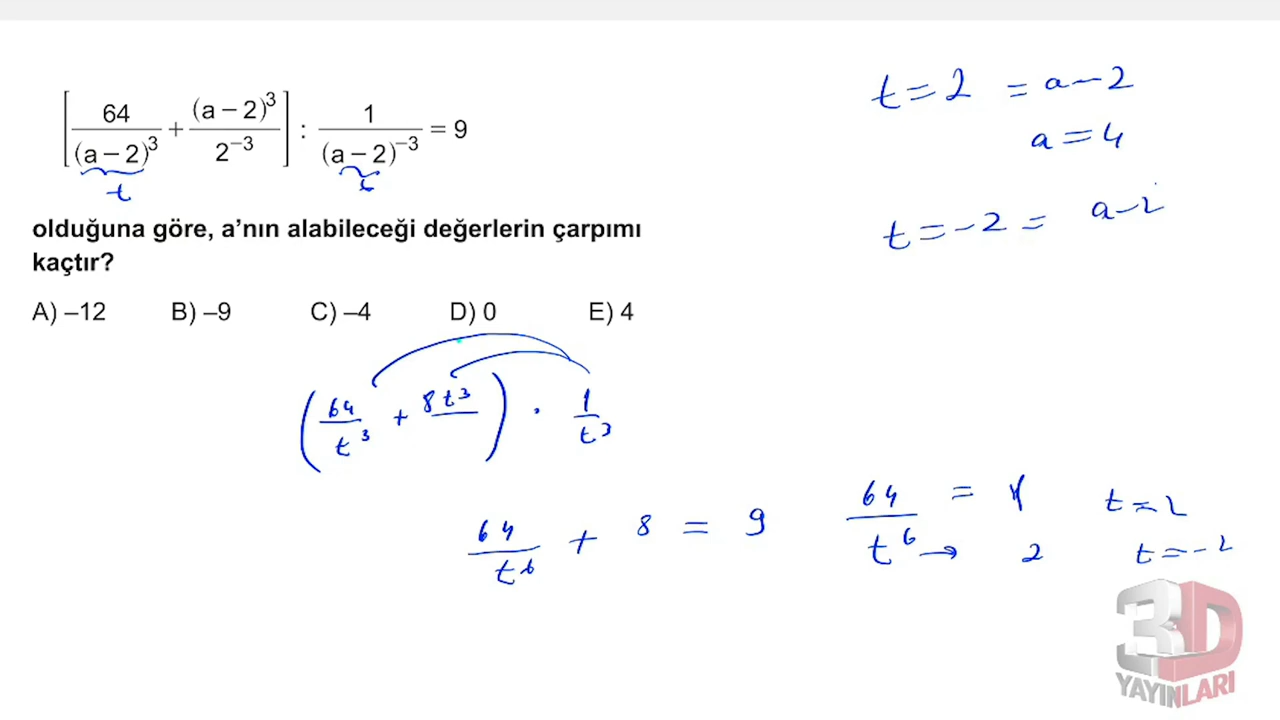 [64/(a – 2)³ + (a – 2)³/2⁻³] : 1/(a – 2)⁻³ = 9
t t
olduğuna göre, a’nın alabileceği değerlerin çarpımı
kaçtır?
A) –12 B) –9 C) –4 D) 0 E) 4
t = 2 = a – 2
a = 4
t = –2 = a – 2
(64/t³ + 8t³) · 1/t³
64/t⁶ + 8 = 9
64/t⁶ = 1 t = 2
→ 2 t = –2
3D
YAYINLARI